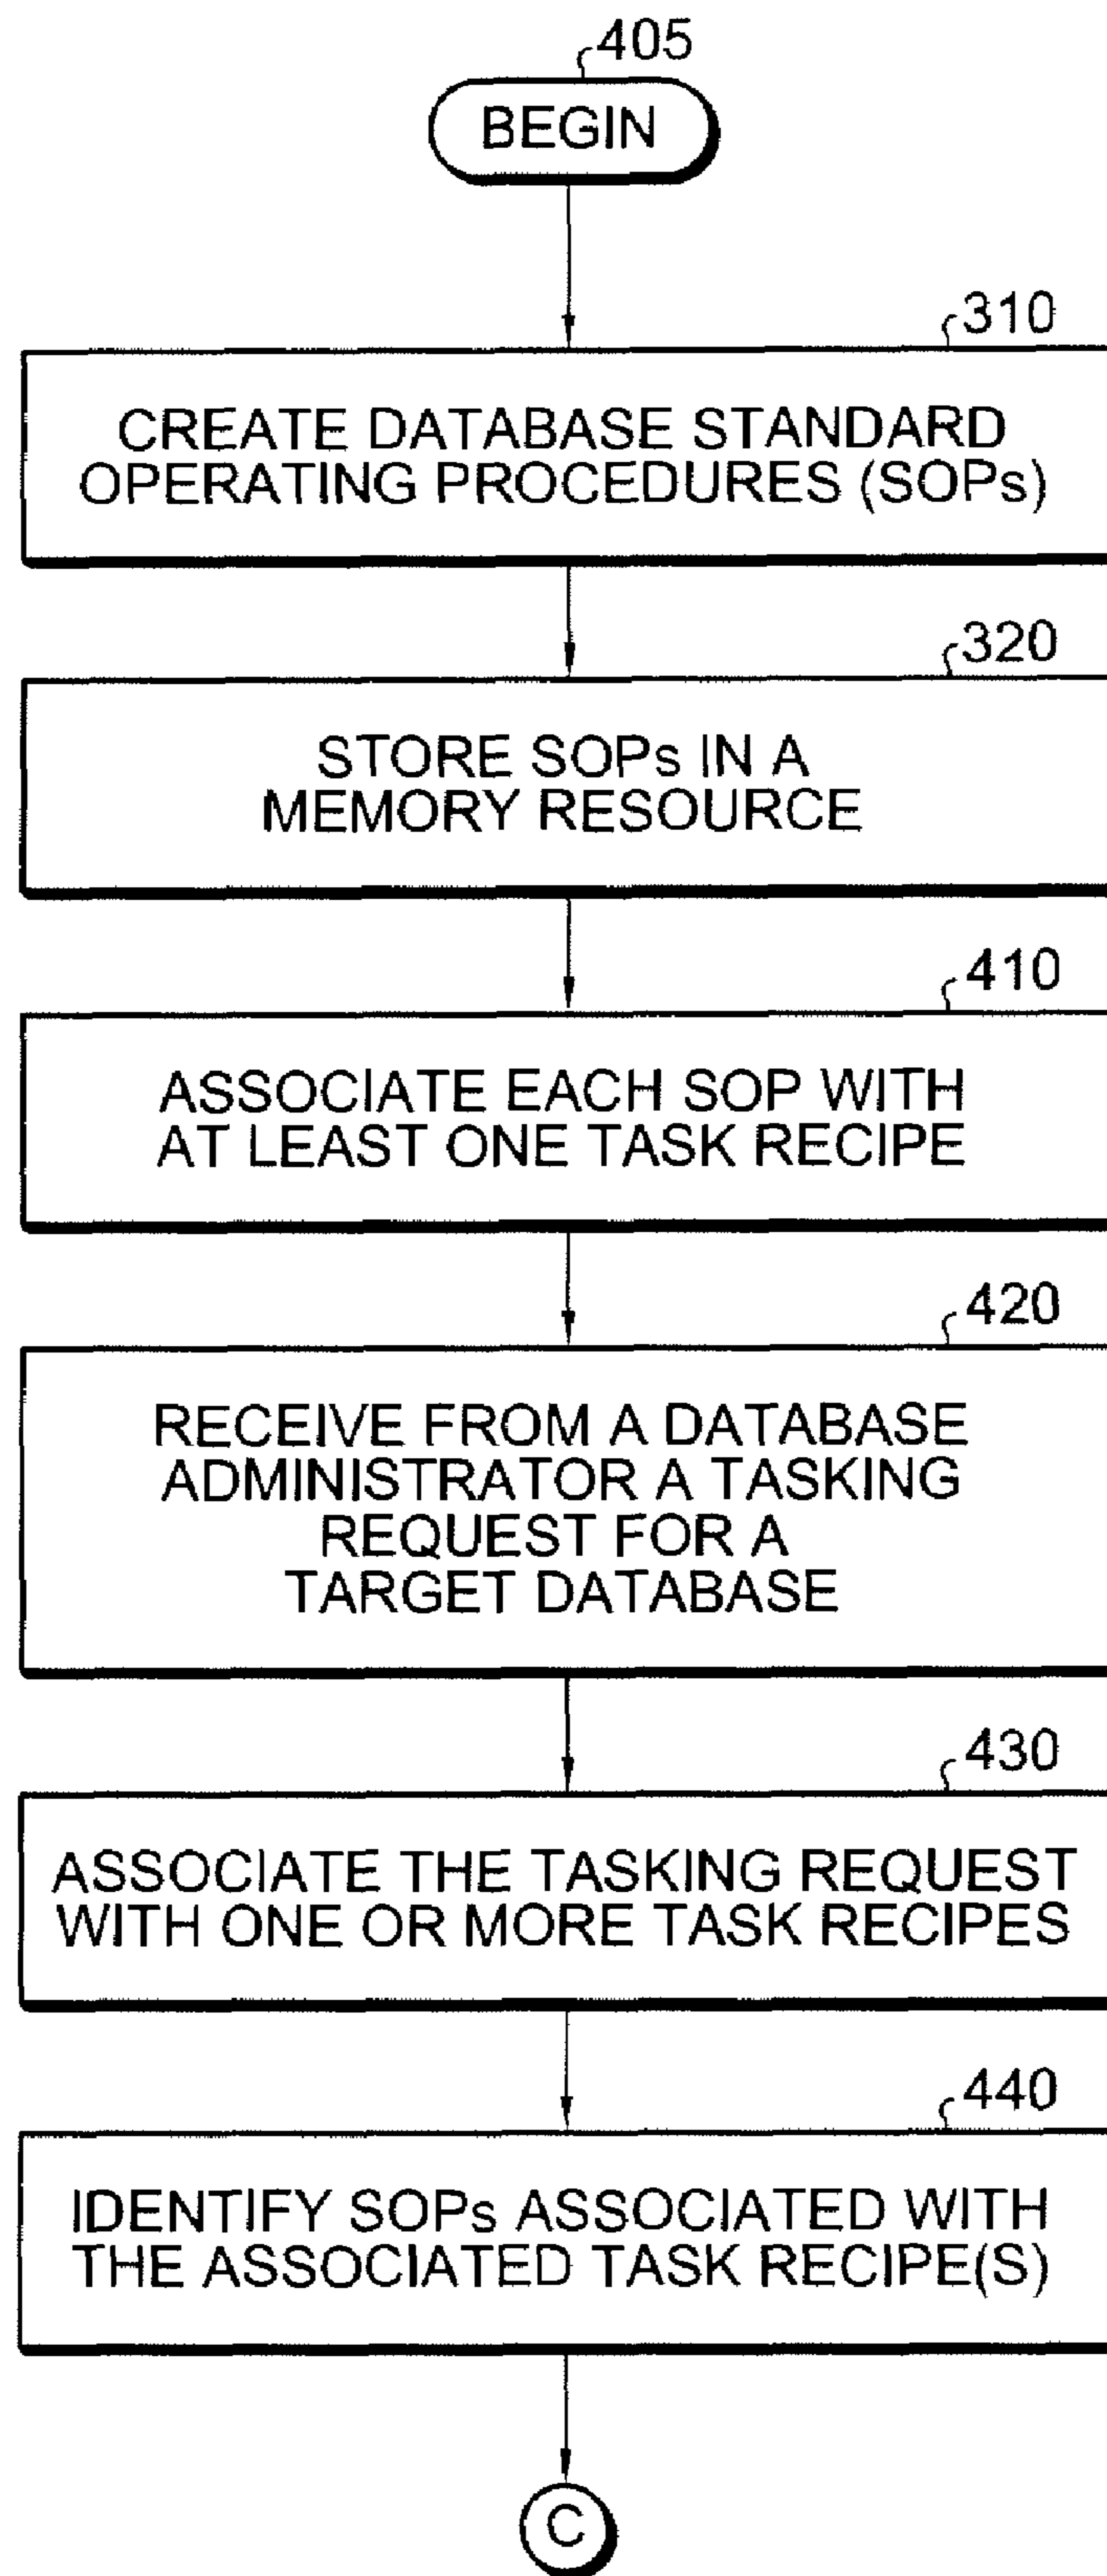 405
BEGIN
310
CREATE DATABASE STANDARD
OPERATING PROCEDURES (SOPs)
320
STORE SOPs IN A
MEMORY RESOURCE
410
ASSOCIATE EACH SOP WITH
AT LEAST ONE TASK RECIPE
420
RECEIVE FROM A DATABASE
ADMINISTRATOR A TASKING
REQUEST FOR A
TARGET DATABASE
430
ASSOCIATE THE TASKING REQUEST
WITH ONE OR MORE TASK RECIPES
440
IDENTIFY SOPs ASSOCIATED WITH
THE ASSOCIATED TASK RECIPE(S)
C